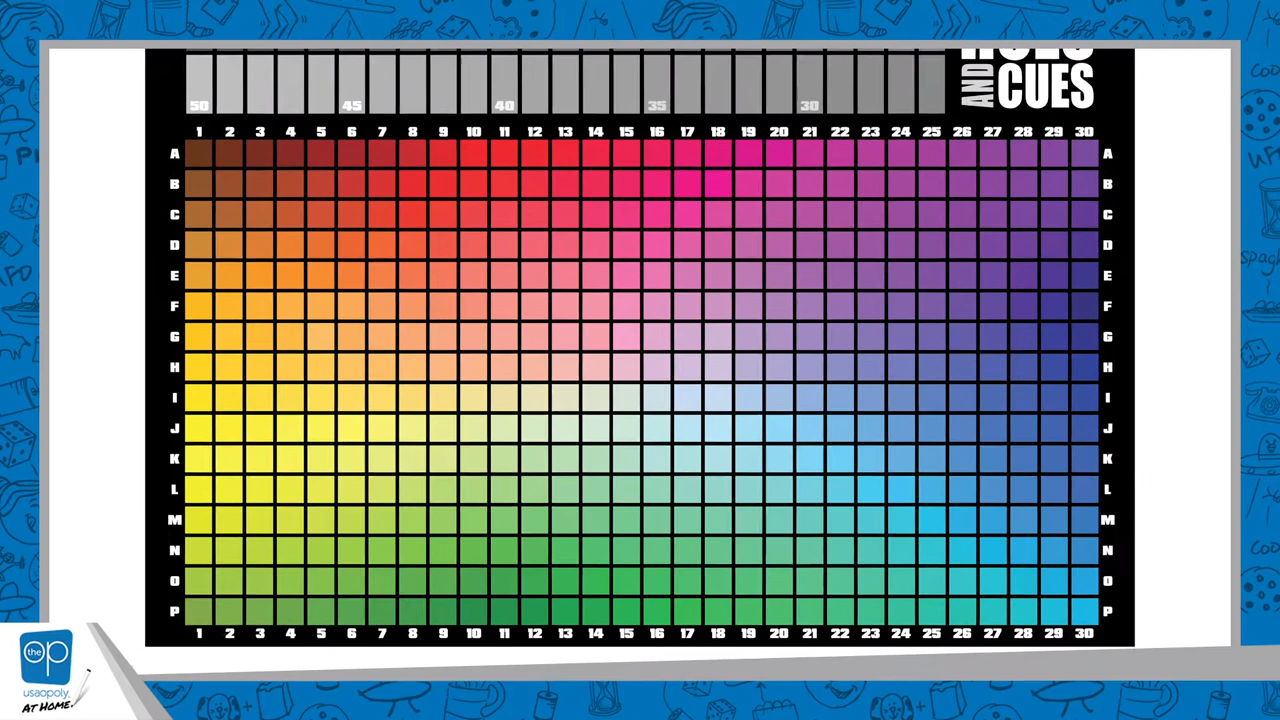 HUES
AND CUES
50 45 40 35 30
1 2 3 4 5 6 7 8 9 10 11 12 13 14 15 16 17 18 19 20 21 22 23 24 25 26 27 28 29 30
A A
B B
C C
D D
E E
F F
G G
H H
I I
J J
K K
L L
M M
N N
O O
P P
1 2 3 4 5 6 7 8 9 10 11 12 13 14 15 16 17 18 19 20 21 22 23 24 25 26 27 28 29 30
the op
usaopoly
AT HOME.